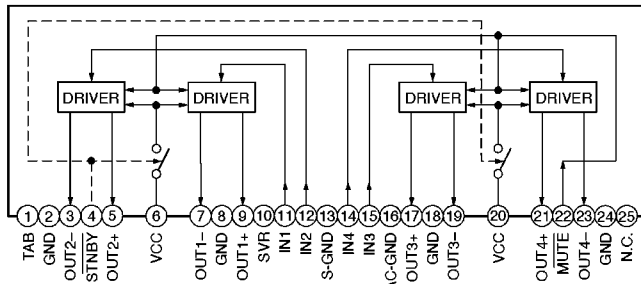 DRIVER DRIVER DRIVER DRIVER
1 2 3 4 5 6 7 8 9 10 11 12 13 14 15 16 17 18 19 20 21 22 23 24 25
TAB
GND
OUT2−
STNBY
OUT2+
VCC
OUT1−
GND
OUT1+
SVR
IN1
IN2
S-GND
IN4
IN3
AC-GND
OUT3+
GND
OUT3−
VCC
OUT4+
MUTE
OUT4−
GND
N.C.